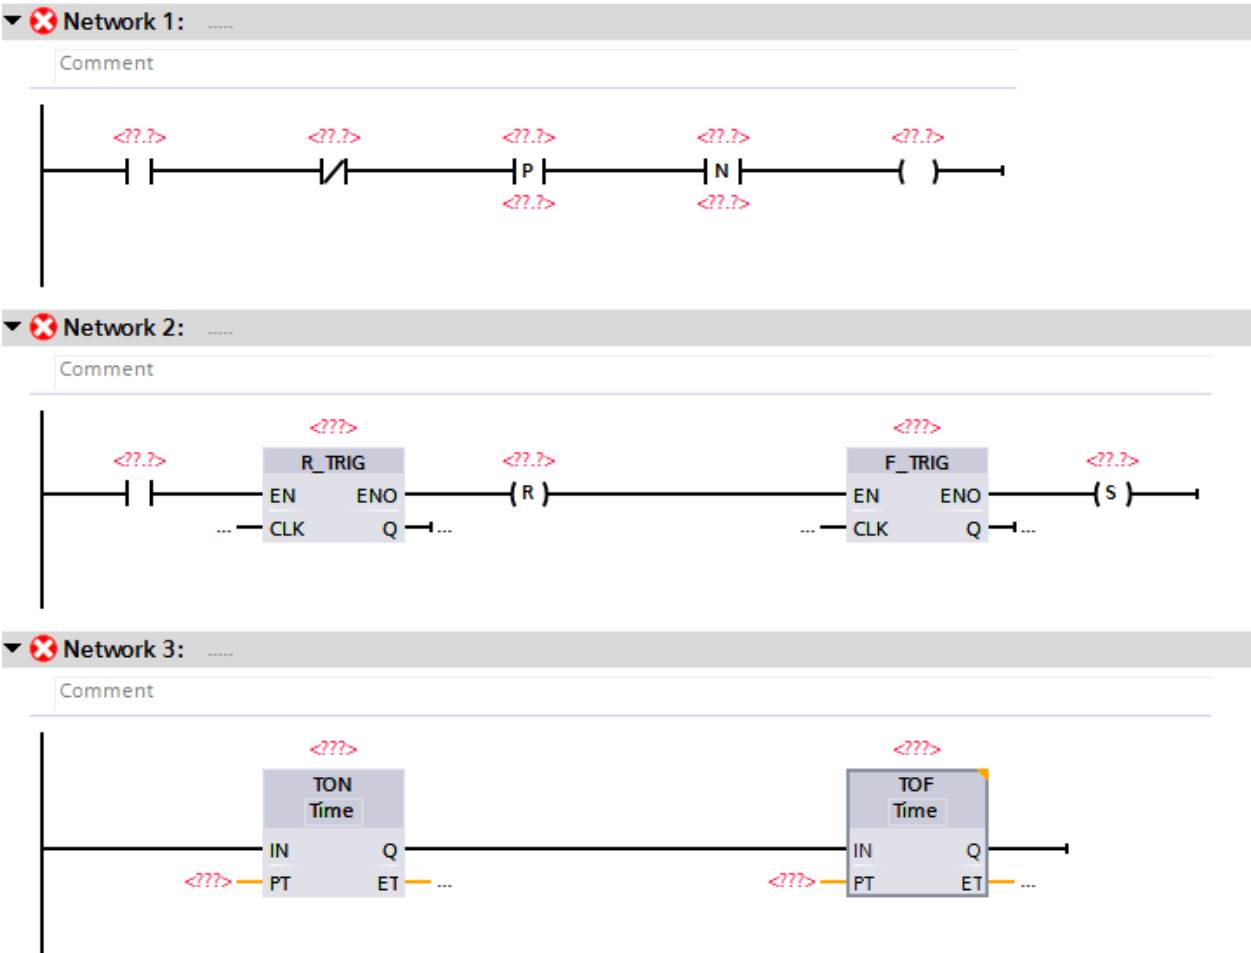 Network 1: .....
Comment
<??.?> <??.?> <??.?> <??.?> <??.?>
P N
<??.?> <??.?>
Network 2: .....
Comment
<???> <???>
<??.?> R_TRIG <??.?> F_TRIG <??.?>
EN ENO R EN ENO S
... CLK Q ... ... CLK Q ...
Network 3: .....
Comment
<???> <???>
TON TOF
Time Time
IN Q IN Q
<???> PT ET ... <???> PT ET ...